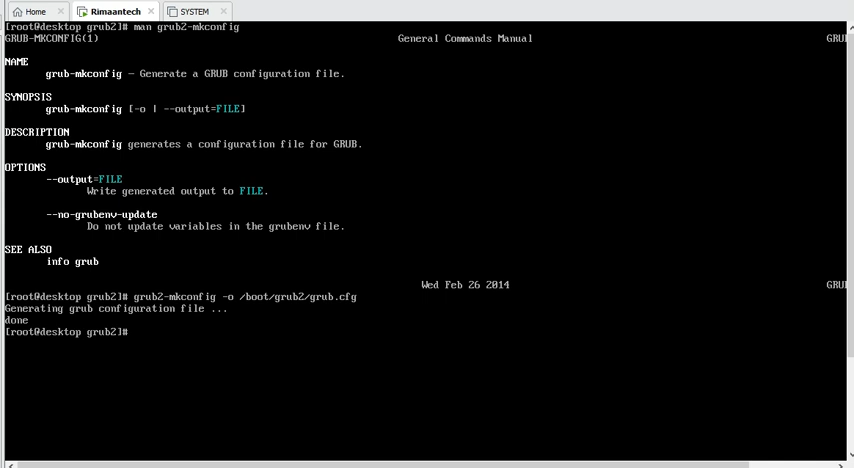 Home
Rimaantech
SYSTEM
[root@desktop grub2]# man grub2-mkconfig
GRUB-MKCONFIG(1) General Commands Manual GRUB
NAME
grub-mkconfig — Generate a GRUB configuration file.
SYNOPSIS
grub-mkconfig [-o | --output=FILE]
DESCRIPTION
grub-mkconfig generates a configuration file for GRUB.
OPTIONS
--output=FILE
Write generated output to FILE.
--no-grubenv-update
Do not update variables in the grubenv file.
SEE ALSO
info grub
Wed Feb 26 2014 GRUB
[root@desktop grub2]# grub2-mkconfig -o /boot/grub2/grub.cfg
Generating grub configuration file ...
done
[root@desktop grub2]#